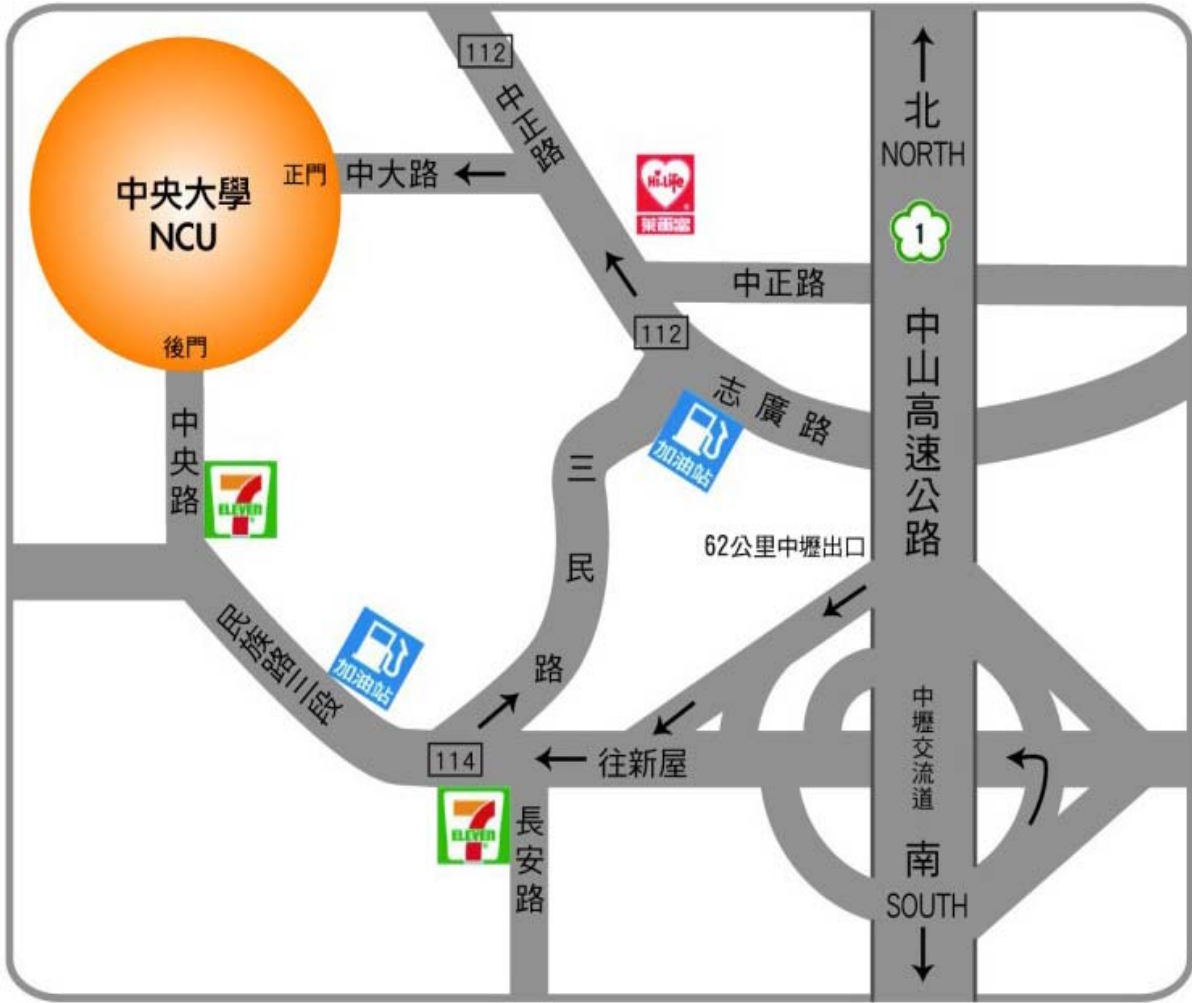 112
中正路
北
NORTH
Hi-Life
萊爾富
正門
中大路
中央大學
NCU
1
中正路
112
後門
志廣路
中山高速公路
加油站
中央路
三民路
7
ELEVEN
62公里中壢出口
民族路三段
加油站
中壢交流道
114
往新屋
7
ELEVEN
長安路
南
SOUTH